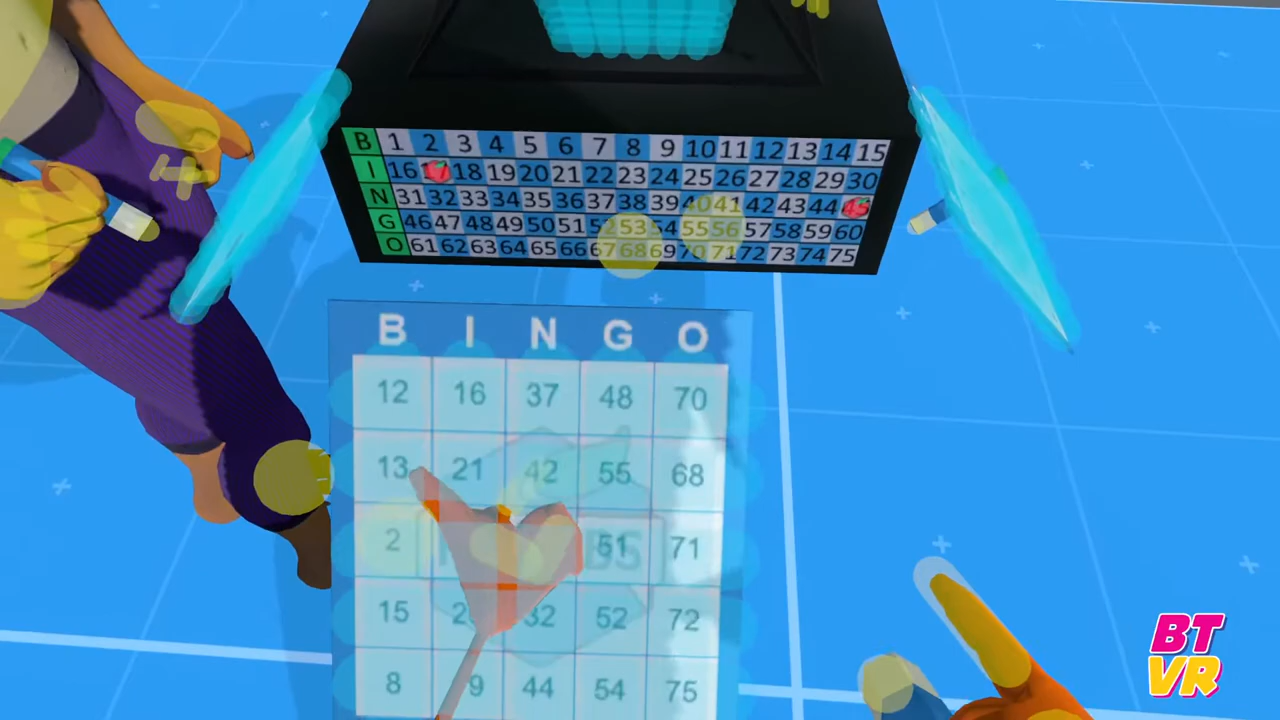 B 1 2 3 4 5 6 7 8 9 10 11 12 13 14 15
I 16 18 19 20 21 22 23 24 25 26 27 28 29 30
N 31 32 33 34 35 36 37 38 39 40 41 42 43 44 45
G 46 47 48 49 50 51 52 53 54 55 56 57 58 59 60
O 61 62 63 64 65 66 67 68 69 70 71 72 73 74 75
B I N G O
12 16 37 48 70
13 21 42 55 68
2 51 71
15 32 52 72
8 44 54 75
BT
VR